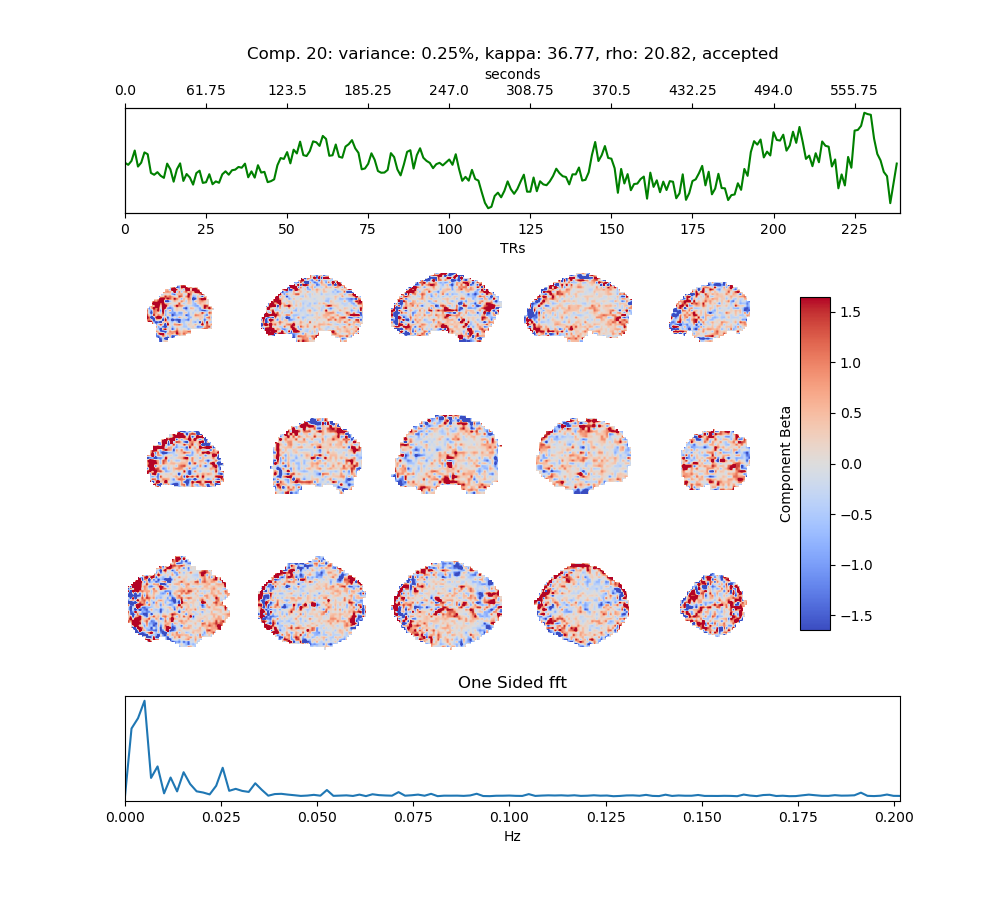 Comp. 20: variance: 0.25%, kappa: 36.77, rho: 20.82, accepted
seconds
0.0 61.75 123.5 185.25 247.0 308.75 370.5 432.25 494.0 555.75
0 25 50 75 100 125 150 175 200 225
TRs
1.5
1.0
0.5
0.0
−0.5
−1.0
−1.5
Component Beta
One Sided fft
0.000 0.025 0.050 0.075 0.100 0.125 0.150 0.175 0.200
Hz